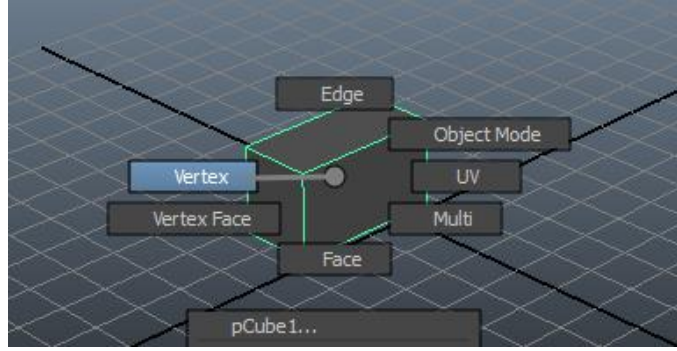 Edge
Object Mode
Vertex
UV
Vertex Face
Multi
Face
pCube1...